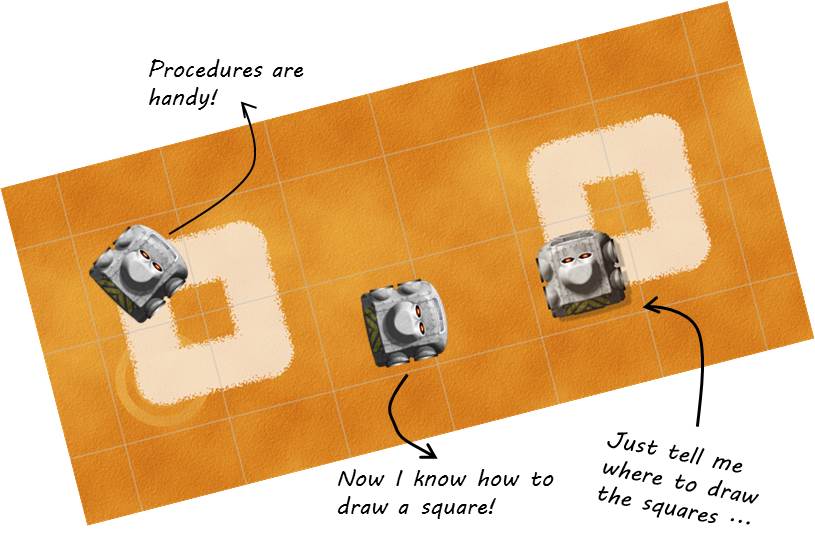 Procedures are
handy!
Now I know how to
draw a square!
Just tell me
where to draw
the squares ...